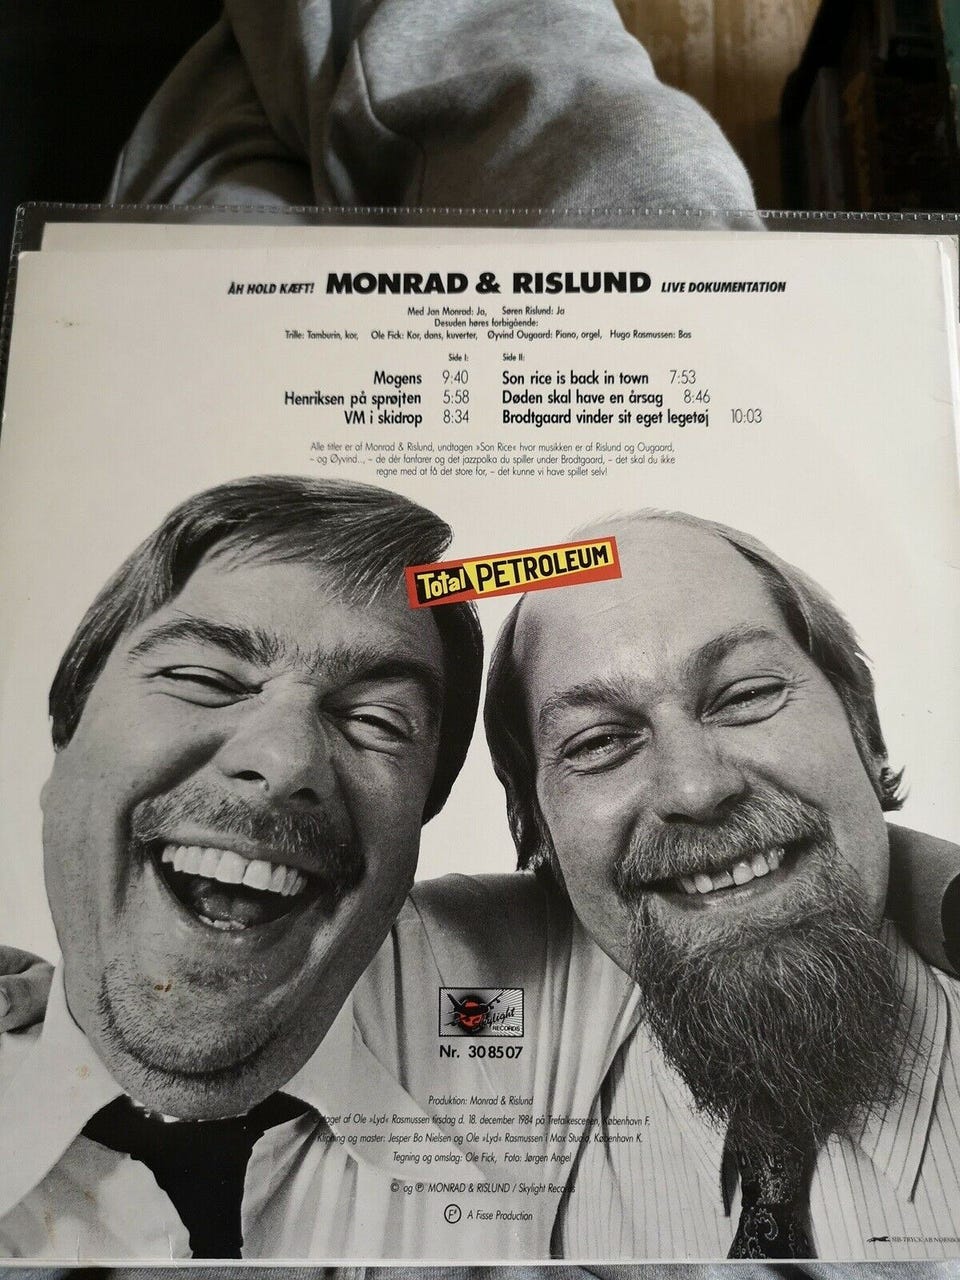 ÅH HOLD KÆFT! MONRAD & RISLUND LIVE DOKUMENTATION
Med Jan Monrad: Ja, Søren Rislund: Ja
Desuden høres forbigående:
Trille: Tamburin, kor, Ole Fick: Kor, dans, kuverter, Øyvind Ougaard: Piano, orgel, Hugo Rasmussen: Bas
Side I: Side II:
Mogens 9:40 Son rice is back in town 7:53
Henriksen på sprøjten 5:58 Døden skal have en årsag 8:46
VM i skidrop 8:34 Brodtgaard vinder sit eget legetøj 10:03
Alle titler er af Monrad & Rislund, undtagen »Son Rice« hvor musikken er af Rislund og Ougaard,
– og Øyvind..., – de dér fanfarer og det jazzpolka du spiller under Brodtgaard, – det skal du ikke
regne med at få det store for, – det kunne vi have spillet selv!
Total PETROLEUM
Skylight
RECORDS
Nr. 308507
Produktion: Monrad & Rislund
Optaget af Ole »Lyd« Rasmussen tirsdag d. 18. december 1984 på Trefalkescenen, København F.
Klipning og master: Jesper Bo Nielsen og Ole »Lyd« Rasmussen i Max Studio, København K.
Tegning og omslag: Ole Fick, Foto: Jørgen Angel
© og ℗ MONRAD & RISLUND / Skylight Records
A Fisse Production